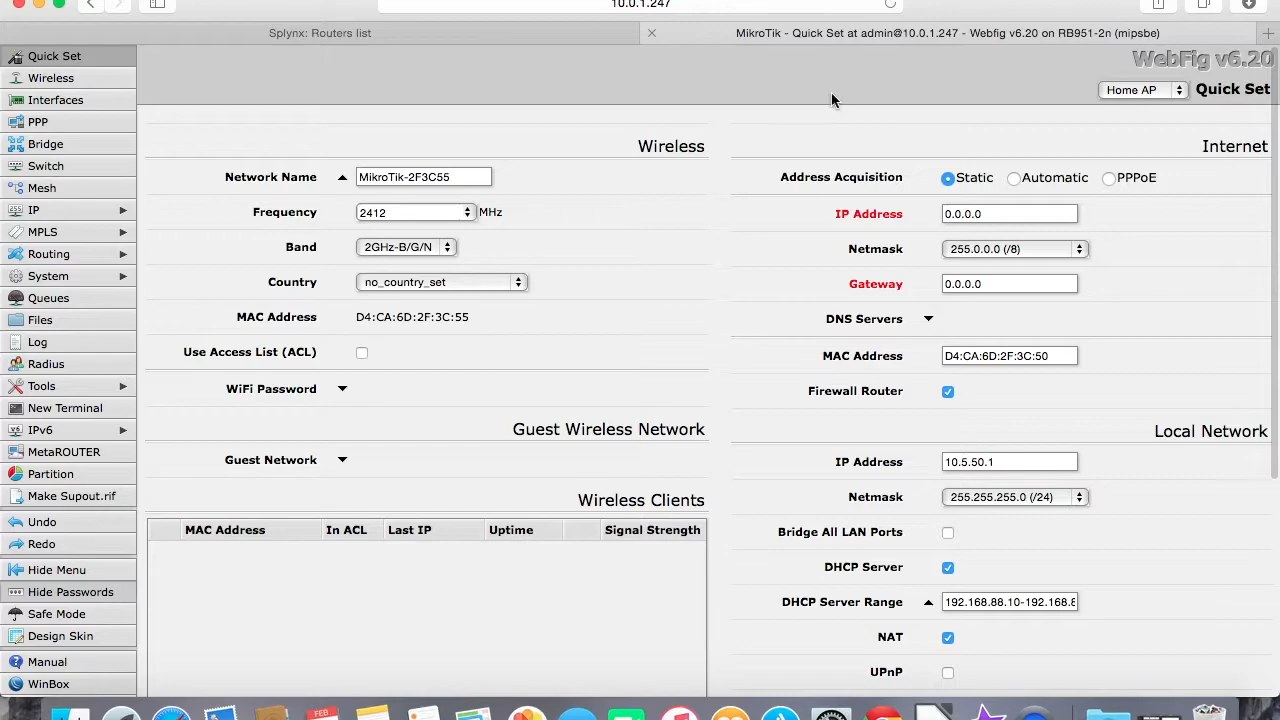 10.0.1.247
Splynx: Routers list
MikroTik - Quick Set at admin@10.0.1.247 - Webfig v6.20 on RB951-2n (mipsbe)
WebFig v6.20
Home AP
Quick Set
Quick Set
Wireless
Interfaces
PPP
Bridge
Switch
Mesh
IP
MPLS
Routing
System
Queues
Files
Log
Radius
Tools
New Terminal
IPv6
MetaROUTER
Partition
Make Supout.rif
Undo
Redo
Hide Menu
Hide Passwords
Safe Mode
Design Skin
Manual
WinBox
Wireless
Network Name MikroTik-2F3C55
Frequency 2412 MHz
Band 2GHz-B/G/N
Country no_country_set
MAC Address D4:CA:6D:2F:3C:55
Use Access List (ACL)
WiFi Password
Guest Wireless Network
Guest Network
Wireless Clients
MAC Address In ACL Last IP Uptime Signal Strength
Internet
Address Acquisition Static Automatic PPPoE
IP Address 0.0.0.0
Netmask 255.0.0.0 (/8)
Gateway 0.0.0.0
DNS Servers
MAC Address D4:CA:6D:2F:3C:50
Firewall Router
Local Network
IP Address 10.5.50.1
Netmask 255.255.255.0 (/24)
Bridge All LAN Ports
DHCP Server
DHCP Server Range 192.168.88.10-192.168.8
NAT
UPnP
FEB